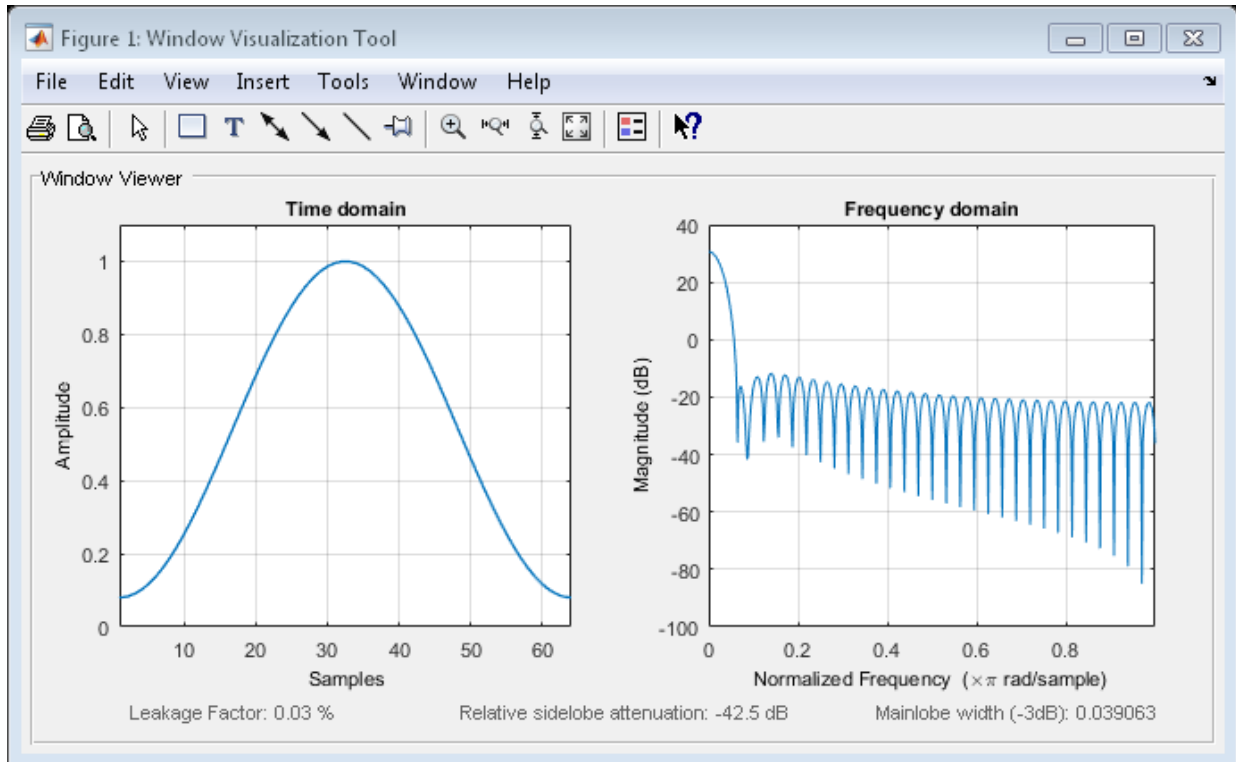 Figure 1: Window Visualization Tool
File Edit View Insert Tools Window Help
T
?
Window Viewer
Time domain
1
0.8
0.6
0.4
0.2
0
Amplitude
10 20 30 40 50 60
Samples
Frequency domain
40
20
0
-20
-40
-60
-80
-100
Magnitude (dB)
0 0.2 0.4 0.6 0.8
Normalized Frequency (×π rad/sample)
Leakage Factor: 0.03 % Relative sidelobe attenuation: -42.5 dB Mainlobe width (-3dB): 0.039063